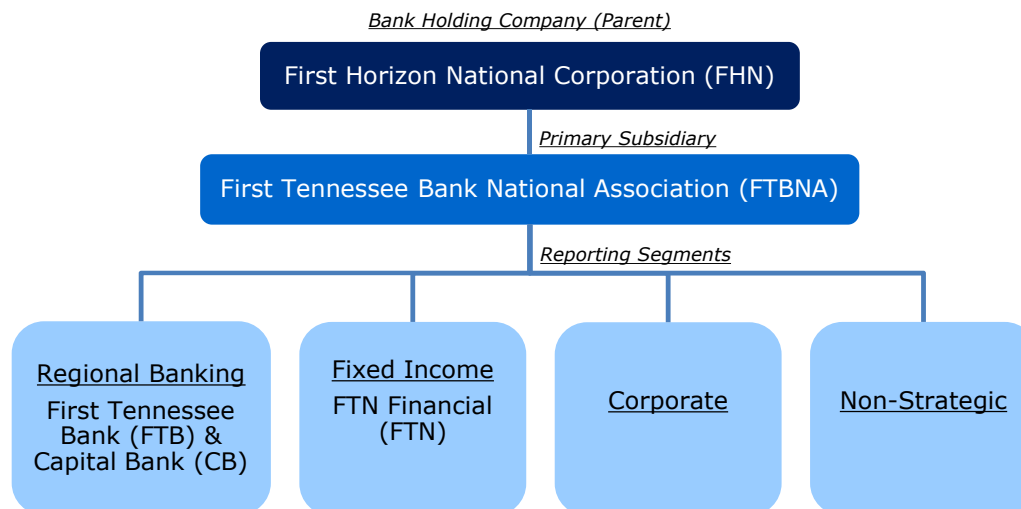 Bank Holding Company (Parent)
First Horizon National Corporation (FHN)
Primary Subsidiary
First Tennessee Bank National Association (FTBNA)
Reporting Segments
Regional Banking
First Tennessee
Bank (FTB) &
Capital Bank (CB)
Fixed Income
FTN Financial
(FTN)
Corporate
Non-Strategic